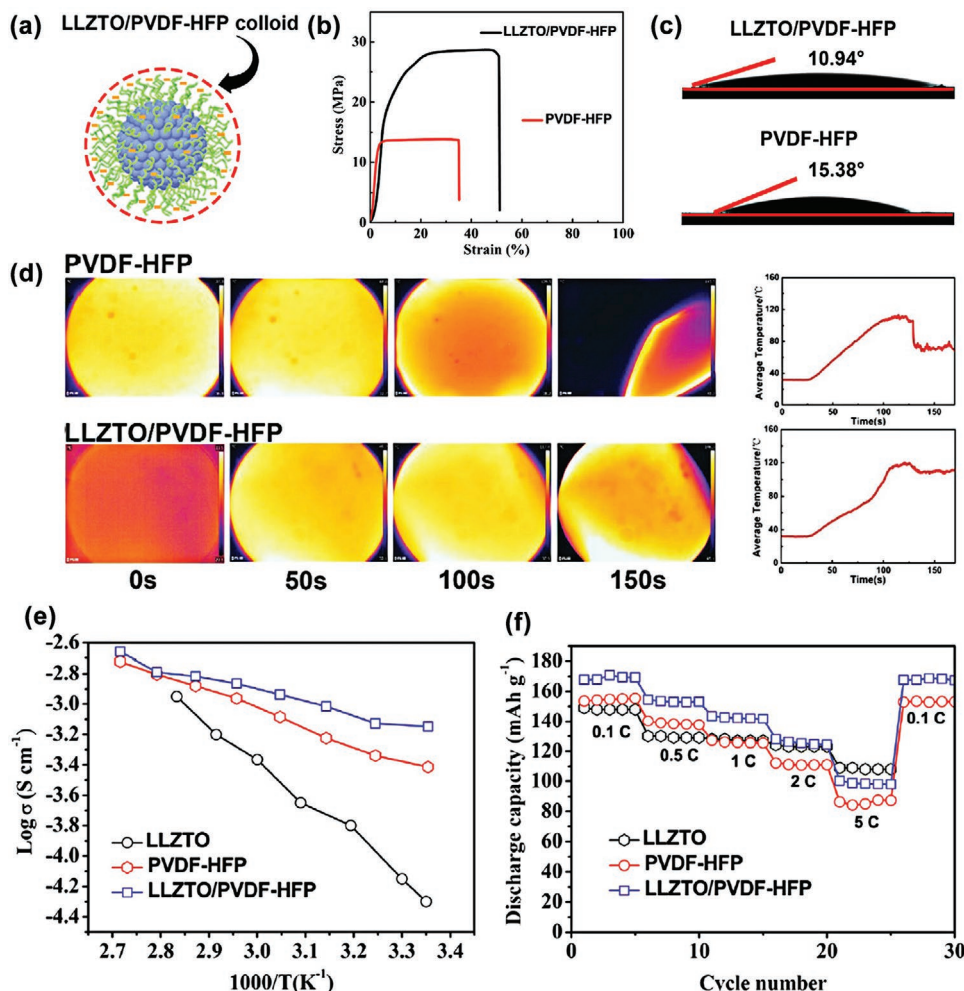 (a)
LLZTO/PVDF-HFP colloid
(b)
Stress (MPa)
30
20
10
0
LLZTO/PVDF-HFP
PVDF-HFP
0 20 40 60 80 100
Strain (%)
(c)
LLZTO/PVDF-HFP
10.94°
PVDF-HFP
15.38°
(d)
PVDF-HFP
LLZTO/PVDF-HFP
0s 50s 100s 150s
Average Temperature/℃
160
120
80
40
0 50 100 150
Time(s)
Average Temperature/℃
160
120
80
40
0 50 100 150
Time(s)
(e)
Log σ (S cm⁻¹)
-2.6
-2.8
-3.0
-3.2
-3.4
-3.6
-3.8
-4.0
-4.2
-4.4
LLZTO
PVDF-HFP
LLZTO/PVDF-HFP
2.7 2.8 2.9 3.0 3.1 3.2 3.3 3.4
1000/T(K⁻¹)
(f)
Discharge capacity (mAh g⁻¹)
180
160
140
120
100
80
60
40
20
0
0.1 C
0.5 C
1 C
2 C
5 C
0.1 C
LLZTO
PVDF-HFP
LLZTO/PVDF-HFP
0 10 20 30
Cycle number